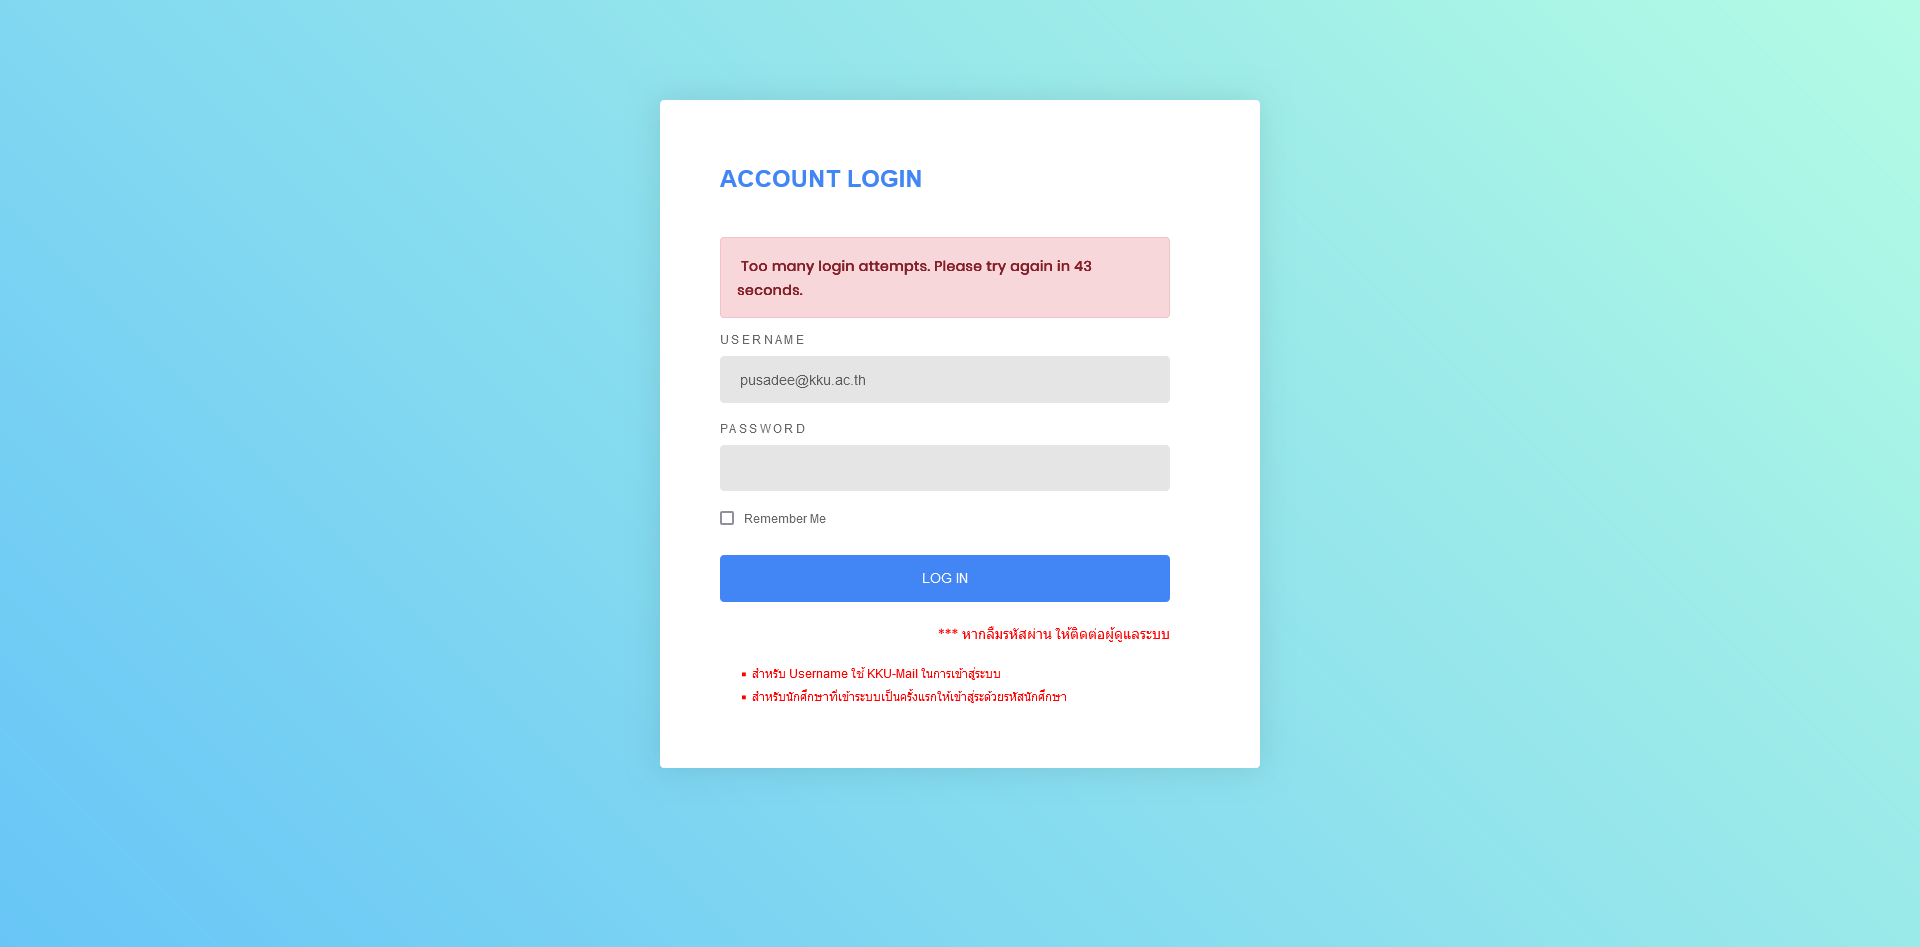 ACCOUNT LOGIN
Too many login attempts. Please try again in 43
seconds.
USERNAME
pusadee@kku.ac.th
PASSWORD
Remember Me
LOG IN
*** หากลืมรหัสผ่าน ให้ติดต่อผู้ดูแลระบบ
▪ สำหรับ Username ใช้ KKU-Mail ในการเข้าสู่ระบบ
▪ สำหรับนักศึกษาที่เข้าระบบเป็นครั้งแรกให้เข้าสู่ระด้วยรหัสนักศึกษา